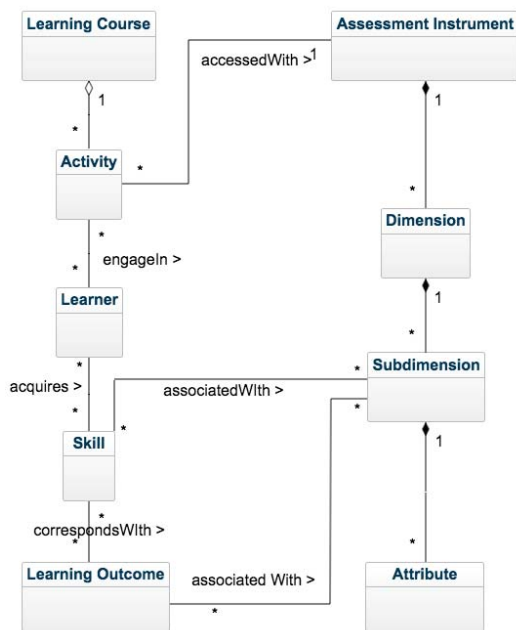 Learning Course
Assessment Instrument
accessedWith >
1
1
1
*
*
Activity
*
*
Dimension
*
engageIn >
*
1
Learner
*
*
Subdimension
acquires >
associatedWIth >
*
*
*
*
Skill
1
*
correspondsWIth >
*
*
Learning Outcome
associated With >
Attribute
*